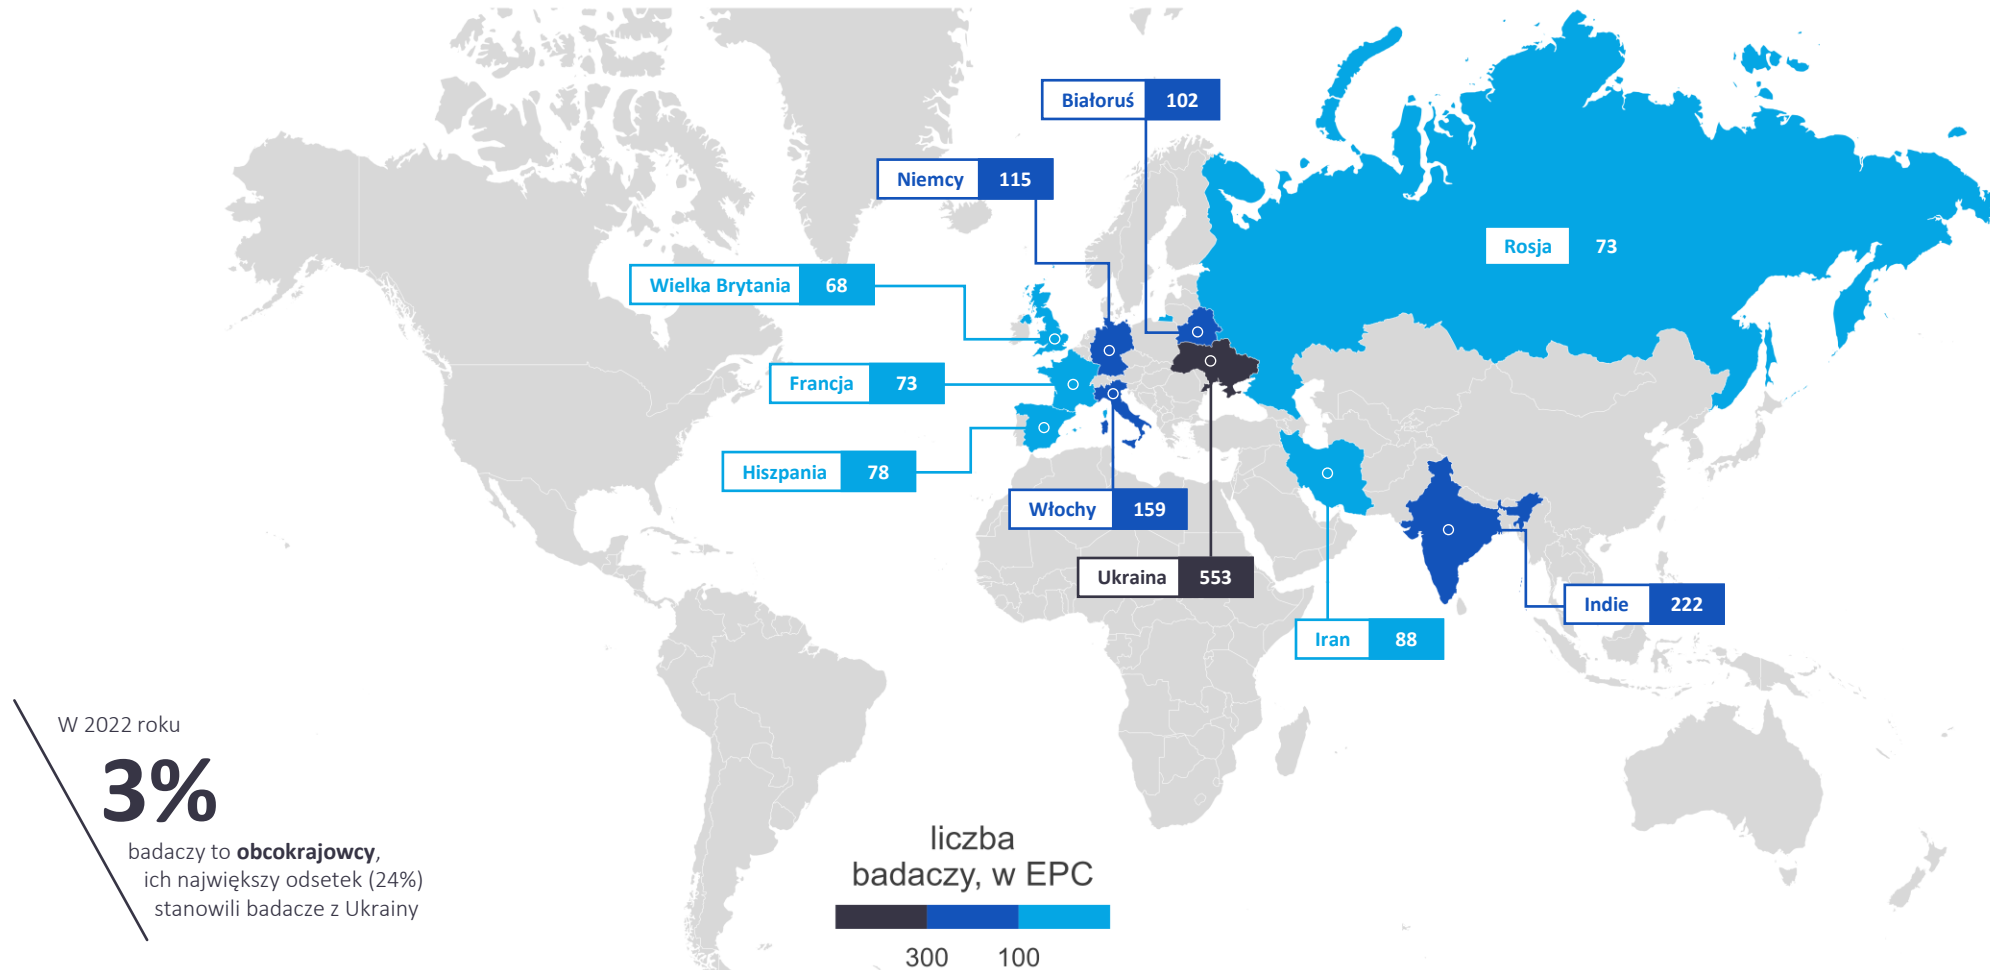 Białoruś 102
Niemcy 115
Rosja 73
Wielka Brytania 68
Francja 73
Hiszpania 78
Włochy 159
Ukraina 553
Indie 222
Iran 88
W 2022 roku
3%
badaczy to obcokrajowcy,
ich największy odsetek (24%)
stanowili badacze z Ukrainy
liczba
badaczy, w EPC
300 100